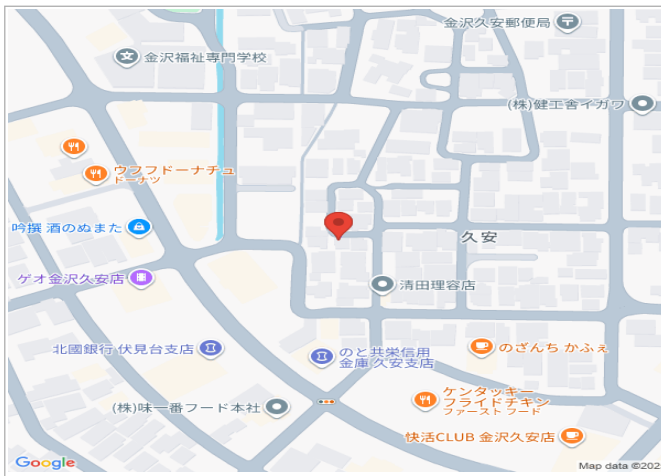 金沢久安郵便局
金沢福祉専門学校
(株)健工舎イガワ
ウフフドーナチュ
ドーナツ
吟撰 酒のぬまた
久安
ゲオ金沢久安店
清田理容店
北國銀行 伏見台支店
のと共栄信用
金庫 久安支店
のざんち かふぇ
(株)味一番フード本社
ケンタッキー
フライドチキン
ファースト フード
快活CLUB 金沢久安店
Google
Map data ©202